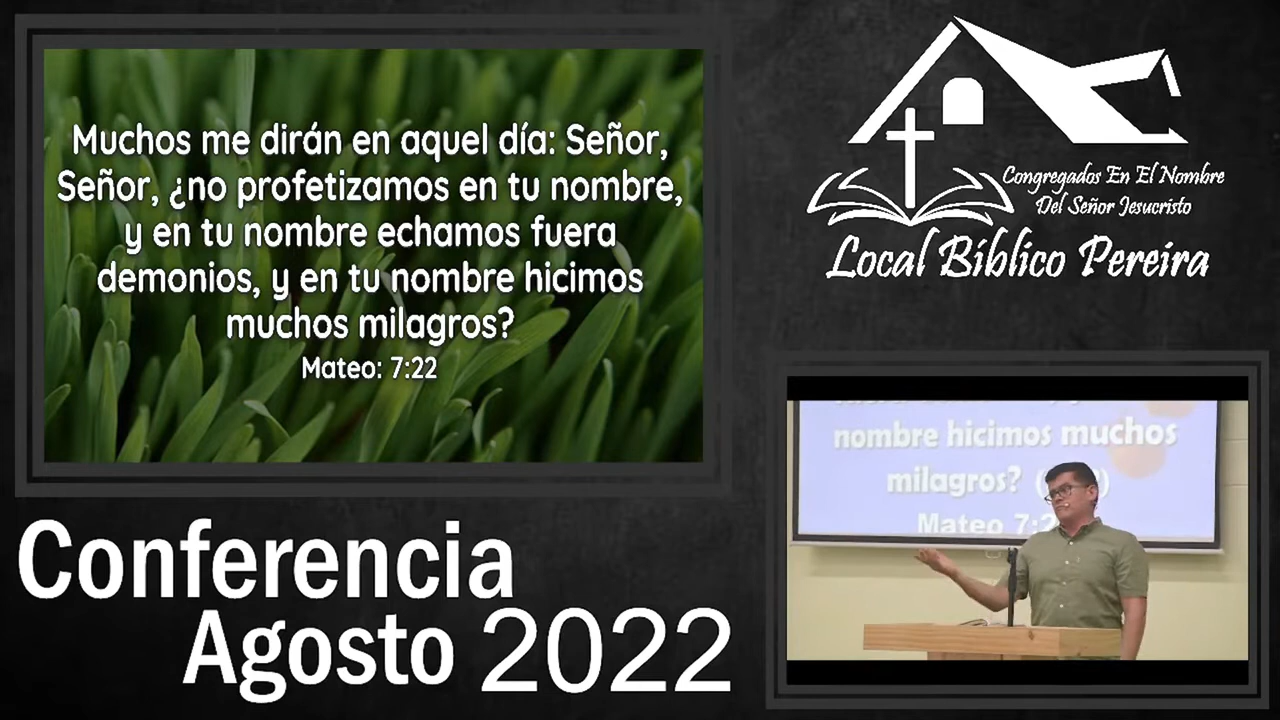 Muchos me dirán en aquel día: Señor,
Señor, ¿no profetizamos en tu nombre,
y en tu nombre echamos fuera
demonios, y en tu nombre hicimos
muchos milagros?
Mateo: 7:22
Congregados En El Nombre
Del Señor Jesucristo
Local Bíblico Pereira
nombre hicimos muchos
milagros?
Mateo
Conferencia
Agosto 2022